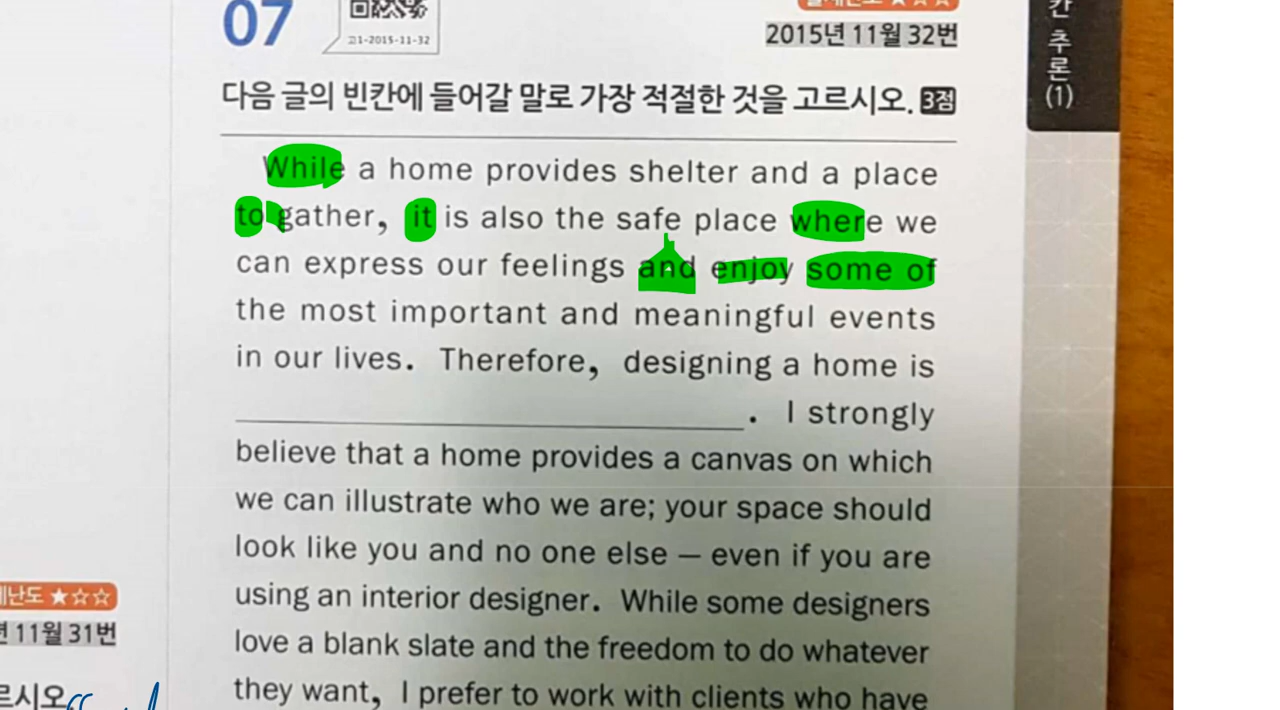 07
고1-2015-11-32
2015년 11월 32번
추론
(1)
다음 글의 빈칸에 들어갈 말로 가장 적절한 것을 고르시오. 3점
While a home provides shelter and a place
to gather, it is also the safe place where we
can express our feelings and enjoy some of
the most important and meaningful events
in our lives. Therefore, designing a home is
. I strongly
believe that a home provides a canvas on which
we can illustrate who we are; your space should
look like you and no one else — even if you are
using an interior designer. While some designers
love a blank slate and the freedom to do whatever
they want, I prefer to work with clients who have
난도 ★☆☆
11월 31번
르시오